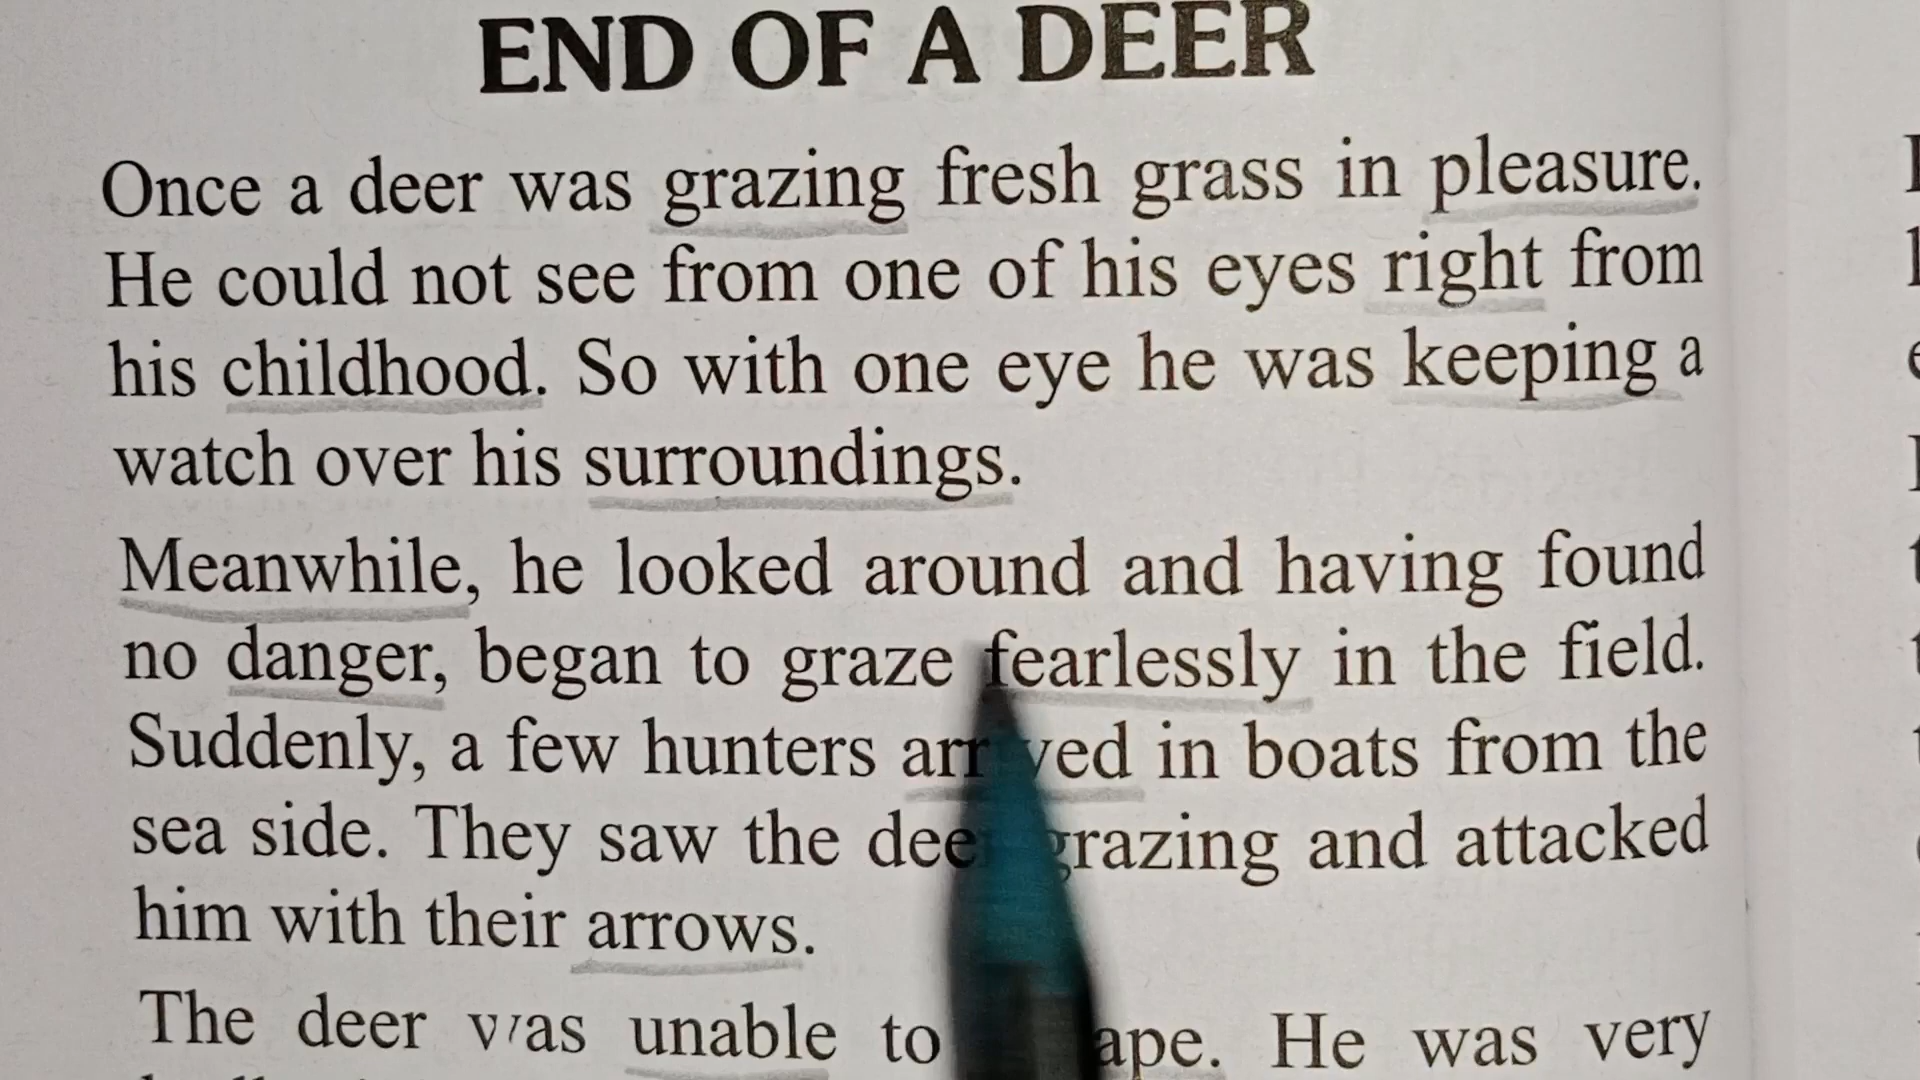 END OF A DEER
Once a deer was grazing fresh grass in pleasure.
He could not see from one of his eyes right from
his childhood. So with one eye he was keeping a
watch over his surroundings.
Meanwhile, he looked around and having found
no danger, began to graze fearlessly in the field.
Suddenly, a few hunters arrived in boats from the
sea side. They saw the deer grazing and attacked
him with their arrows.
The deer was unable to He was very